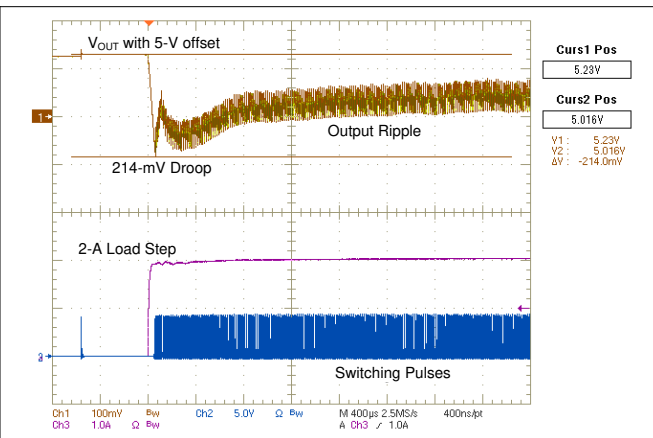 VOUT with 5-V offset
Curs1 Pos
5.23V
Curs2 Pos
5.016V
V1 : 5.23V
V2 : 5.016V
ΔV : -214.0mV
1
Output Ripple
214-mV Droop
2-A Load Step
3
Switching Pulses
Ch1 100mV BW Ch2 5.0V Ω BW M 400µs 2.5MS/s 400ns/pt
Ch3 1.0A Ω BW A Ch3 / 1.0A